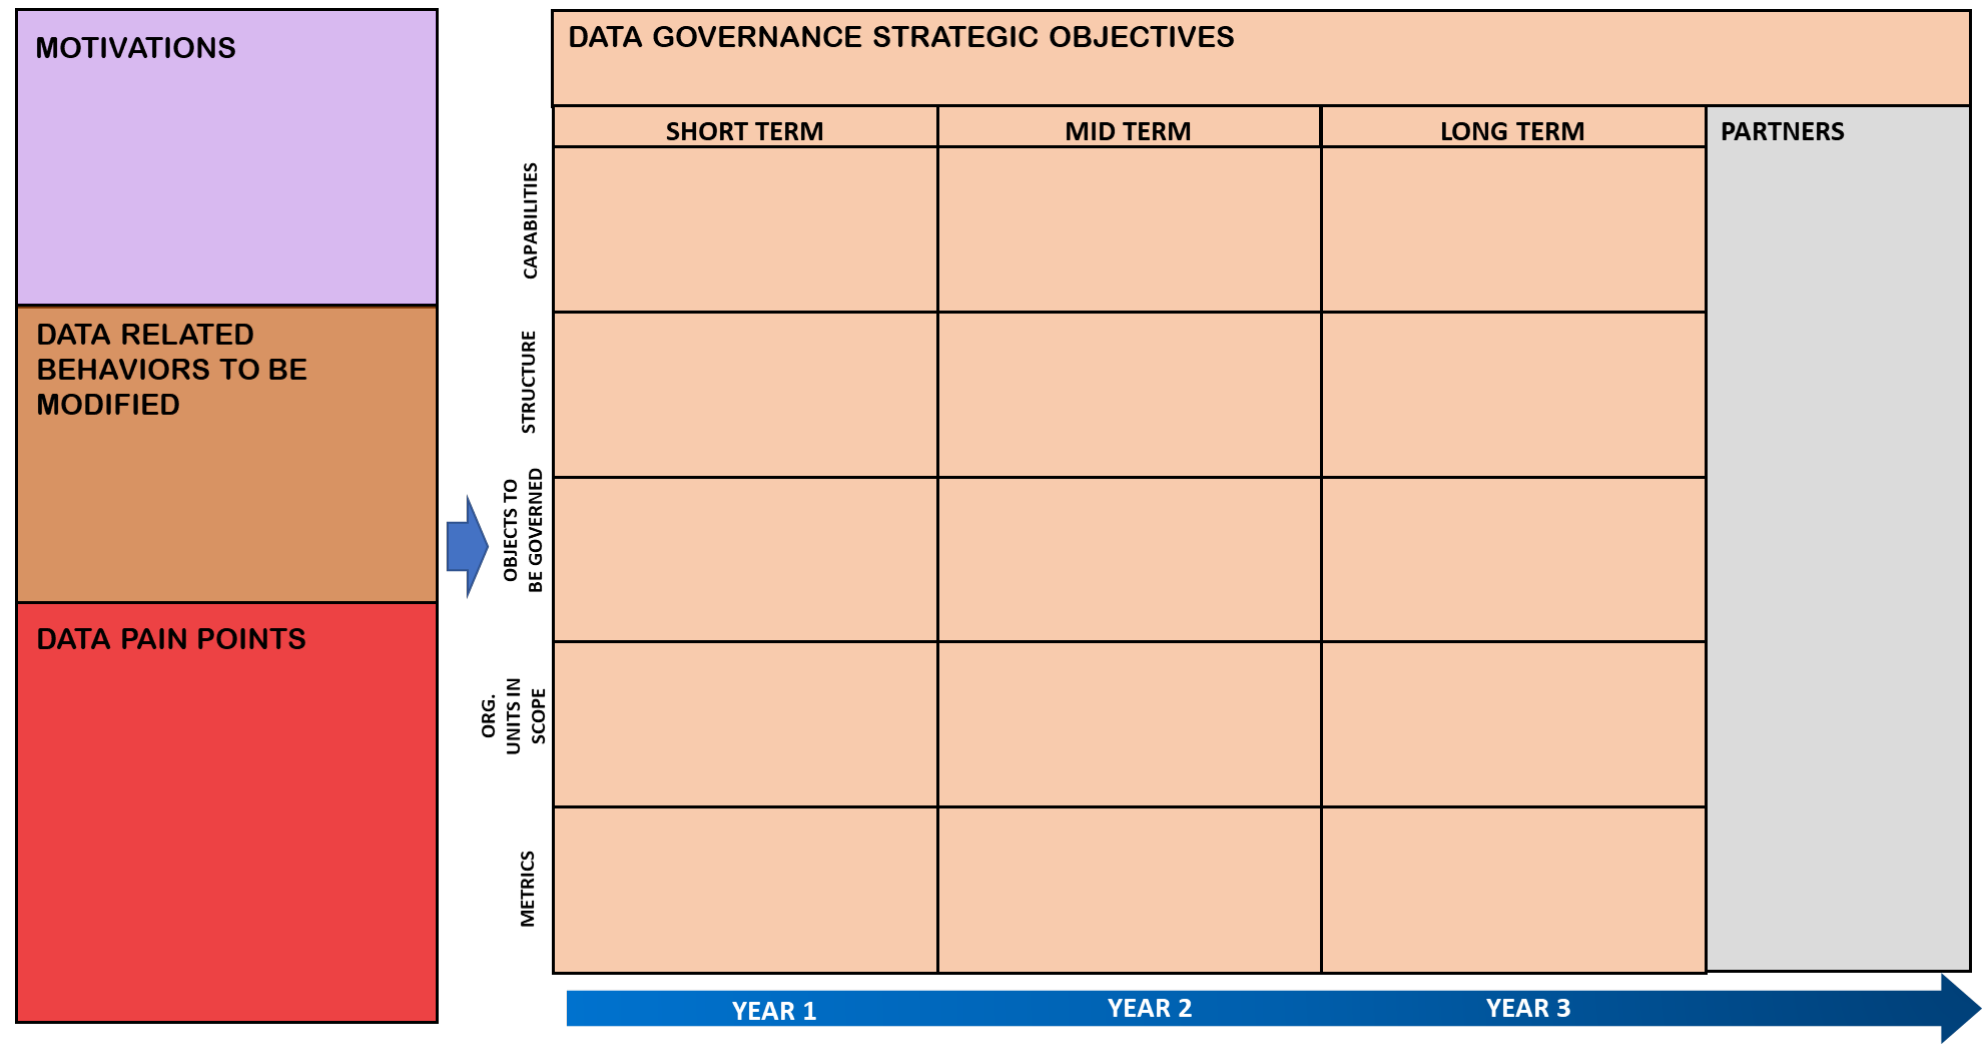 MOTIVATIONS
DATA RELATED
BEHAVIORS TO BE
MODIFIED
DATA PAIN POINTS
DATA GOVERNANCE STRATEGIC OBJECTIVES
SHORT TERM
MID TERM
LONG TERM
PARTNERS
CAPABILITIES
STRUCTURE
OBJECTS TO
BE GOVERNED
ORG.
UNITS IN
SCOPE
METRICS
YEAR 1
YEAR 2
YEAR 3